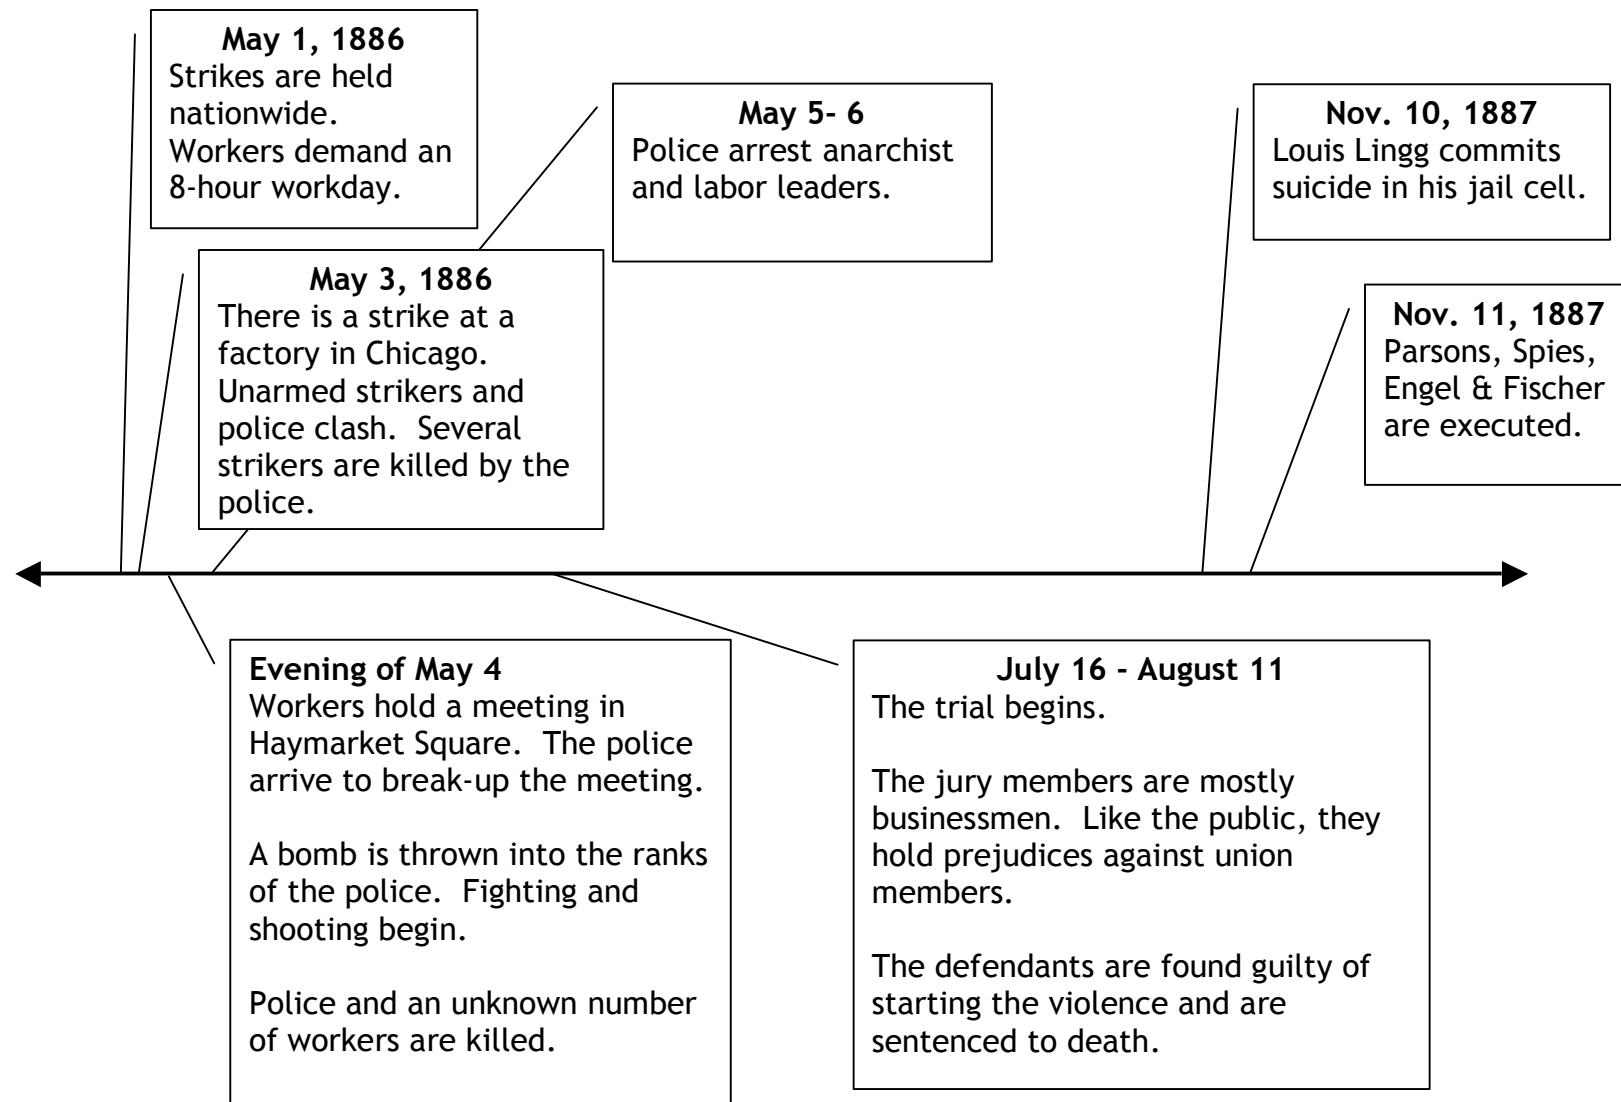 May 1, 1886
Strikes are held
nationwide.
Workers demand an
8-hour workday.
May 3, 1886
There is a strike at a
factory in Chicago.
Unarmed strikers and
police clash.  Several
strikers are killed by the
police.
Evening of May 4
Workers hold a meeting in
Haymarket Square.  The police
arrive to break-up the meeting.
A bomb is thrown into the ranks
of the police.  Fighting and
shooting begin.
Police and an unknown number
of workers are killed.
May 5- 6
Police arrest anarchist
and labor leaders.
July 16 - August 11
The trial begins.
The jury members are mostly
businessmen.  Like the public, they
hold prejudices against union
members.
The defendants are found guilty of
starting the violence and are
sentenced to death.
Nov. 10, 1887
Louis Lingg commits
suicide in his jail cell.
Nov. 11, 1887
Parsons, Spies,
Engel & Fischer
are executed.